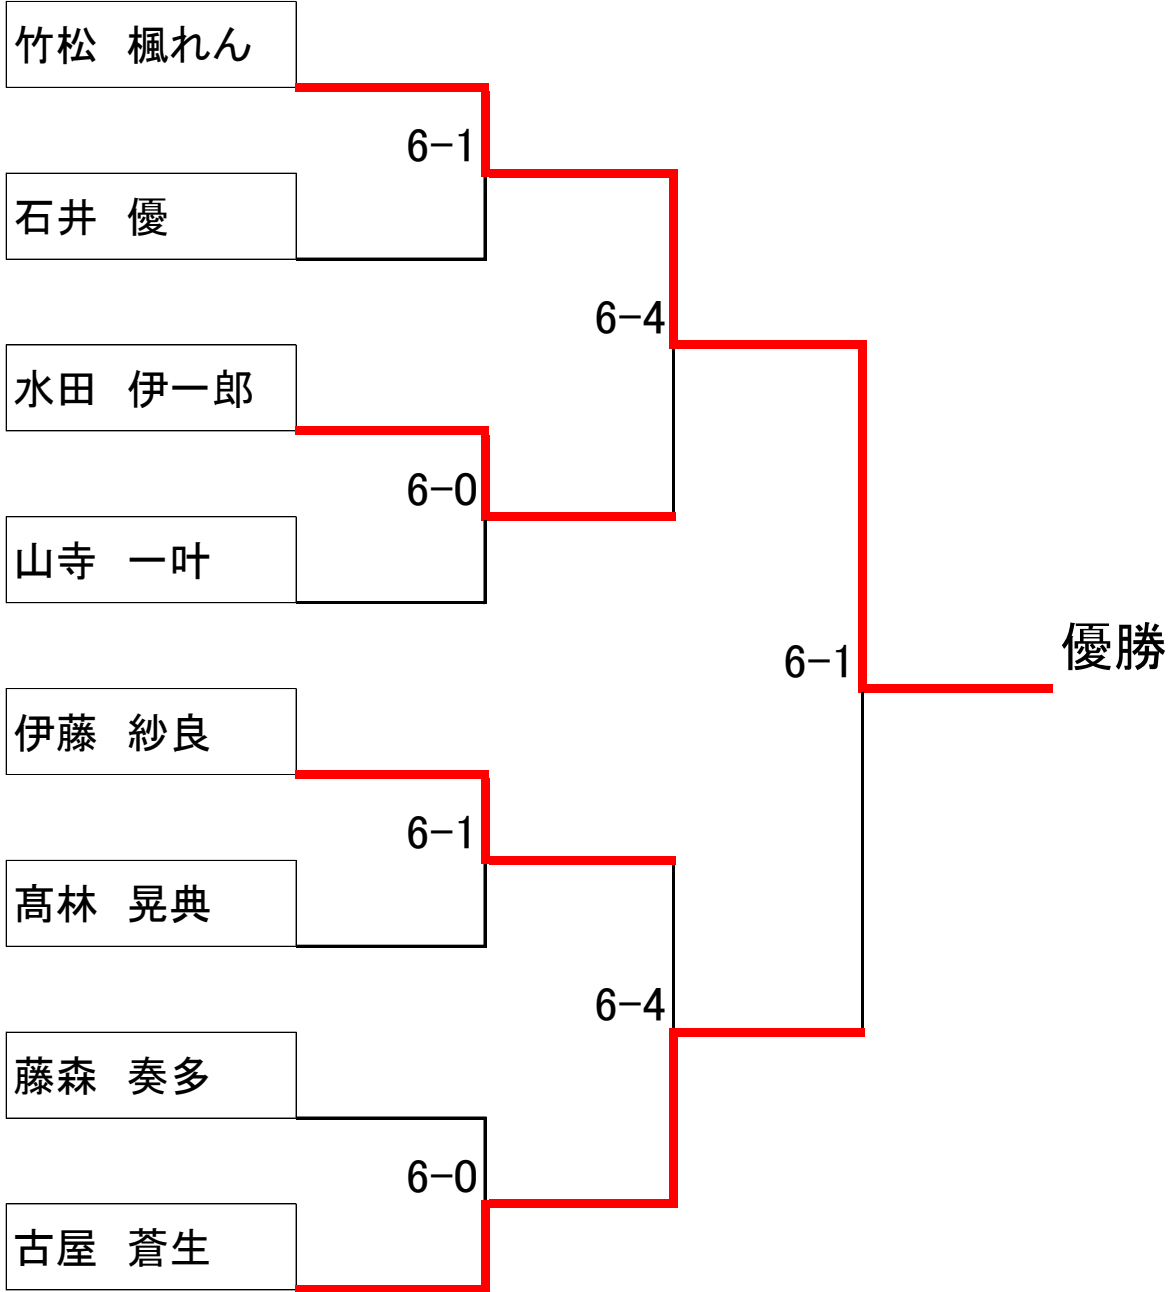 竹松　楓れん
6-1
石井　優
6-4
水田　伊一郎
6-0
山寺　一叶
優勝
6-1
伊藤　紗良
6-1
髙林　晃典
6-4
藤森　奏多
6-0
古屋　蒼生